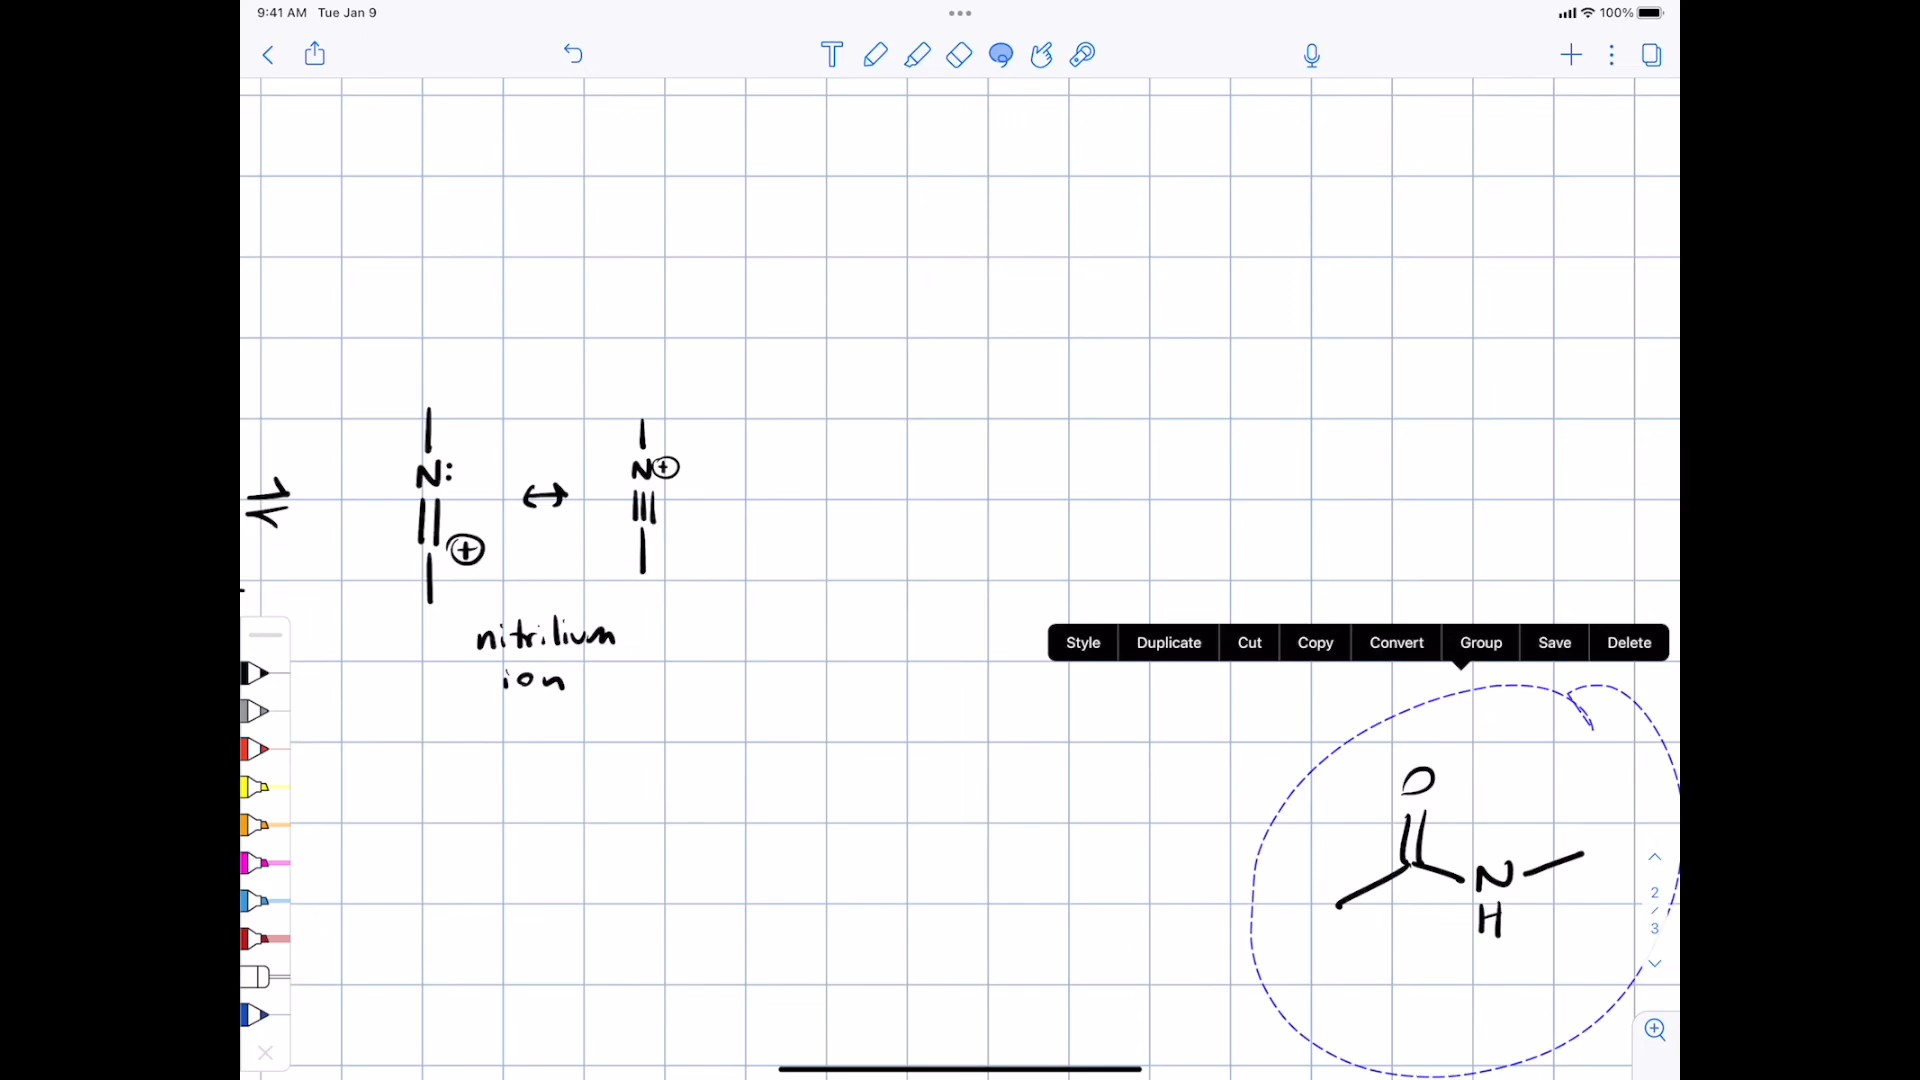 9:41 AM Tue Jan 9
100%
N:
⊕
↔
N⊕
nitrilium
ion
Style Duplicate Cut Copy Convert Group Save Delete
O
N
H
2
/
3